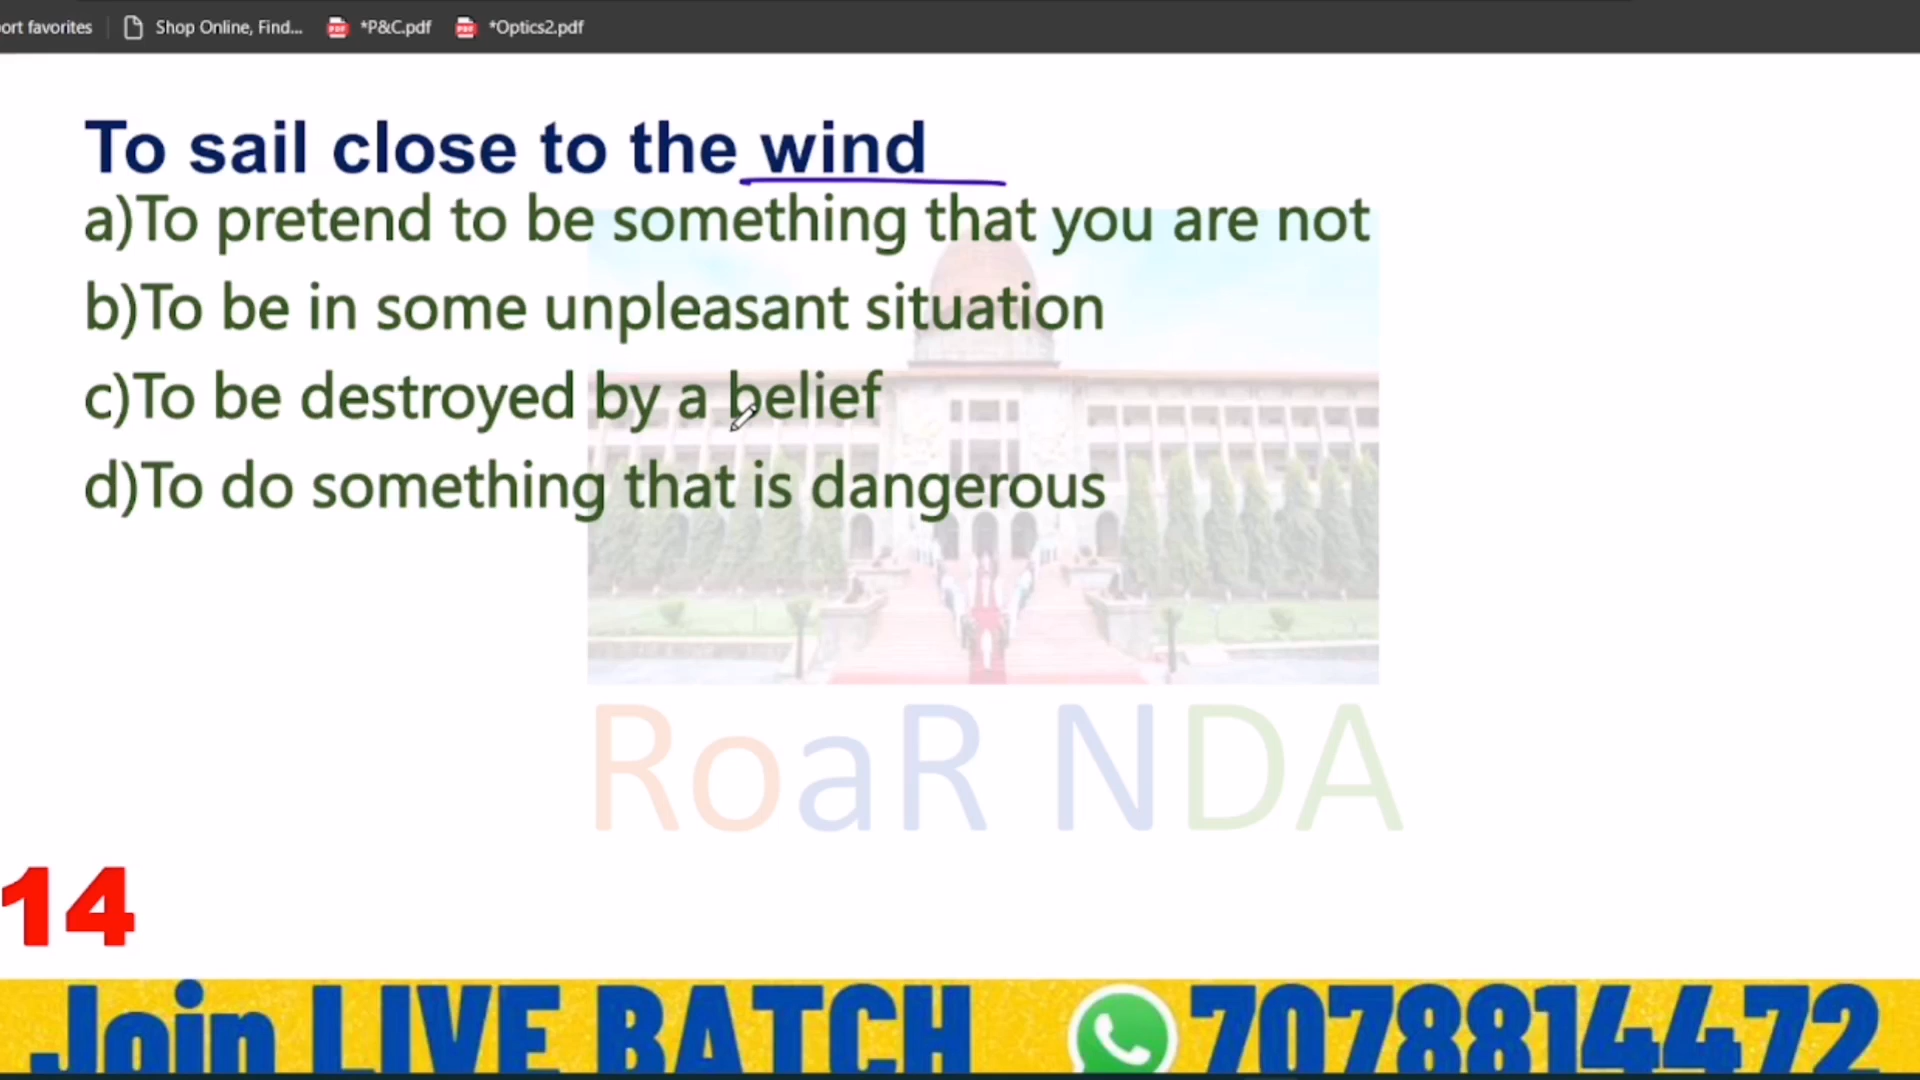 ort favorites
Shop Online, Find...
*P&C.pdf
*Optics2.pdf
To sail close to the wind
a)To pretend to be something that you are not
b)To be in some unpleasant situation
c)To be destroyed by a belief
d)To do something that is dangerous
RoaR NDA
14
Join LIVE BATCH 7078814472